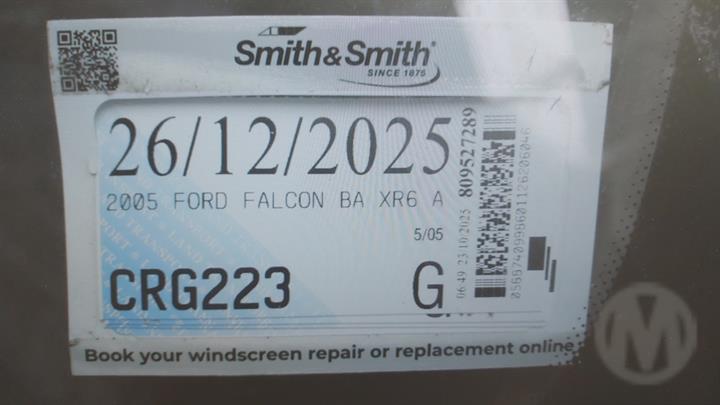 Smith&Smith®
SINCE 1875
26/12/2025
2005 FORD FALCON BA XR6 A
5/05
CRG223
G
06:49 23/10/2025 809527289
Book your windscreen repair or replacement online
M